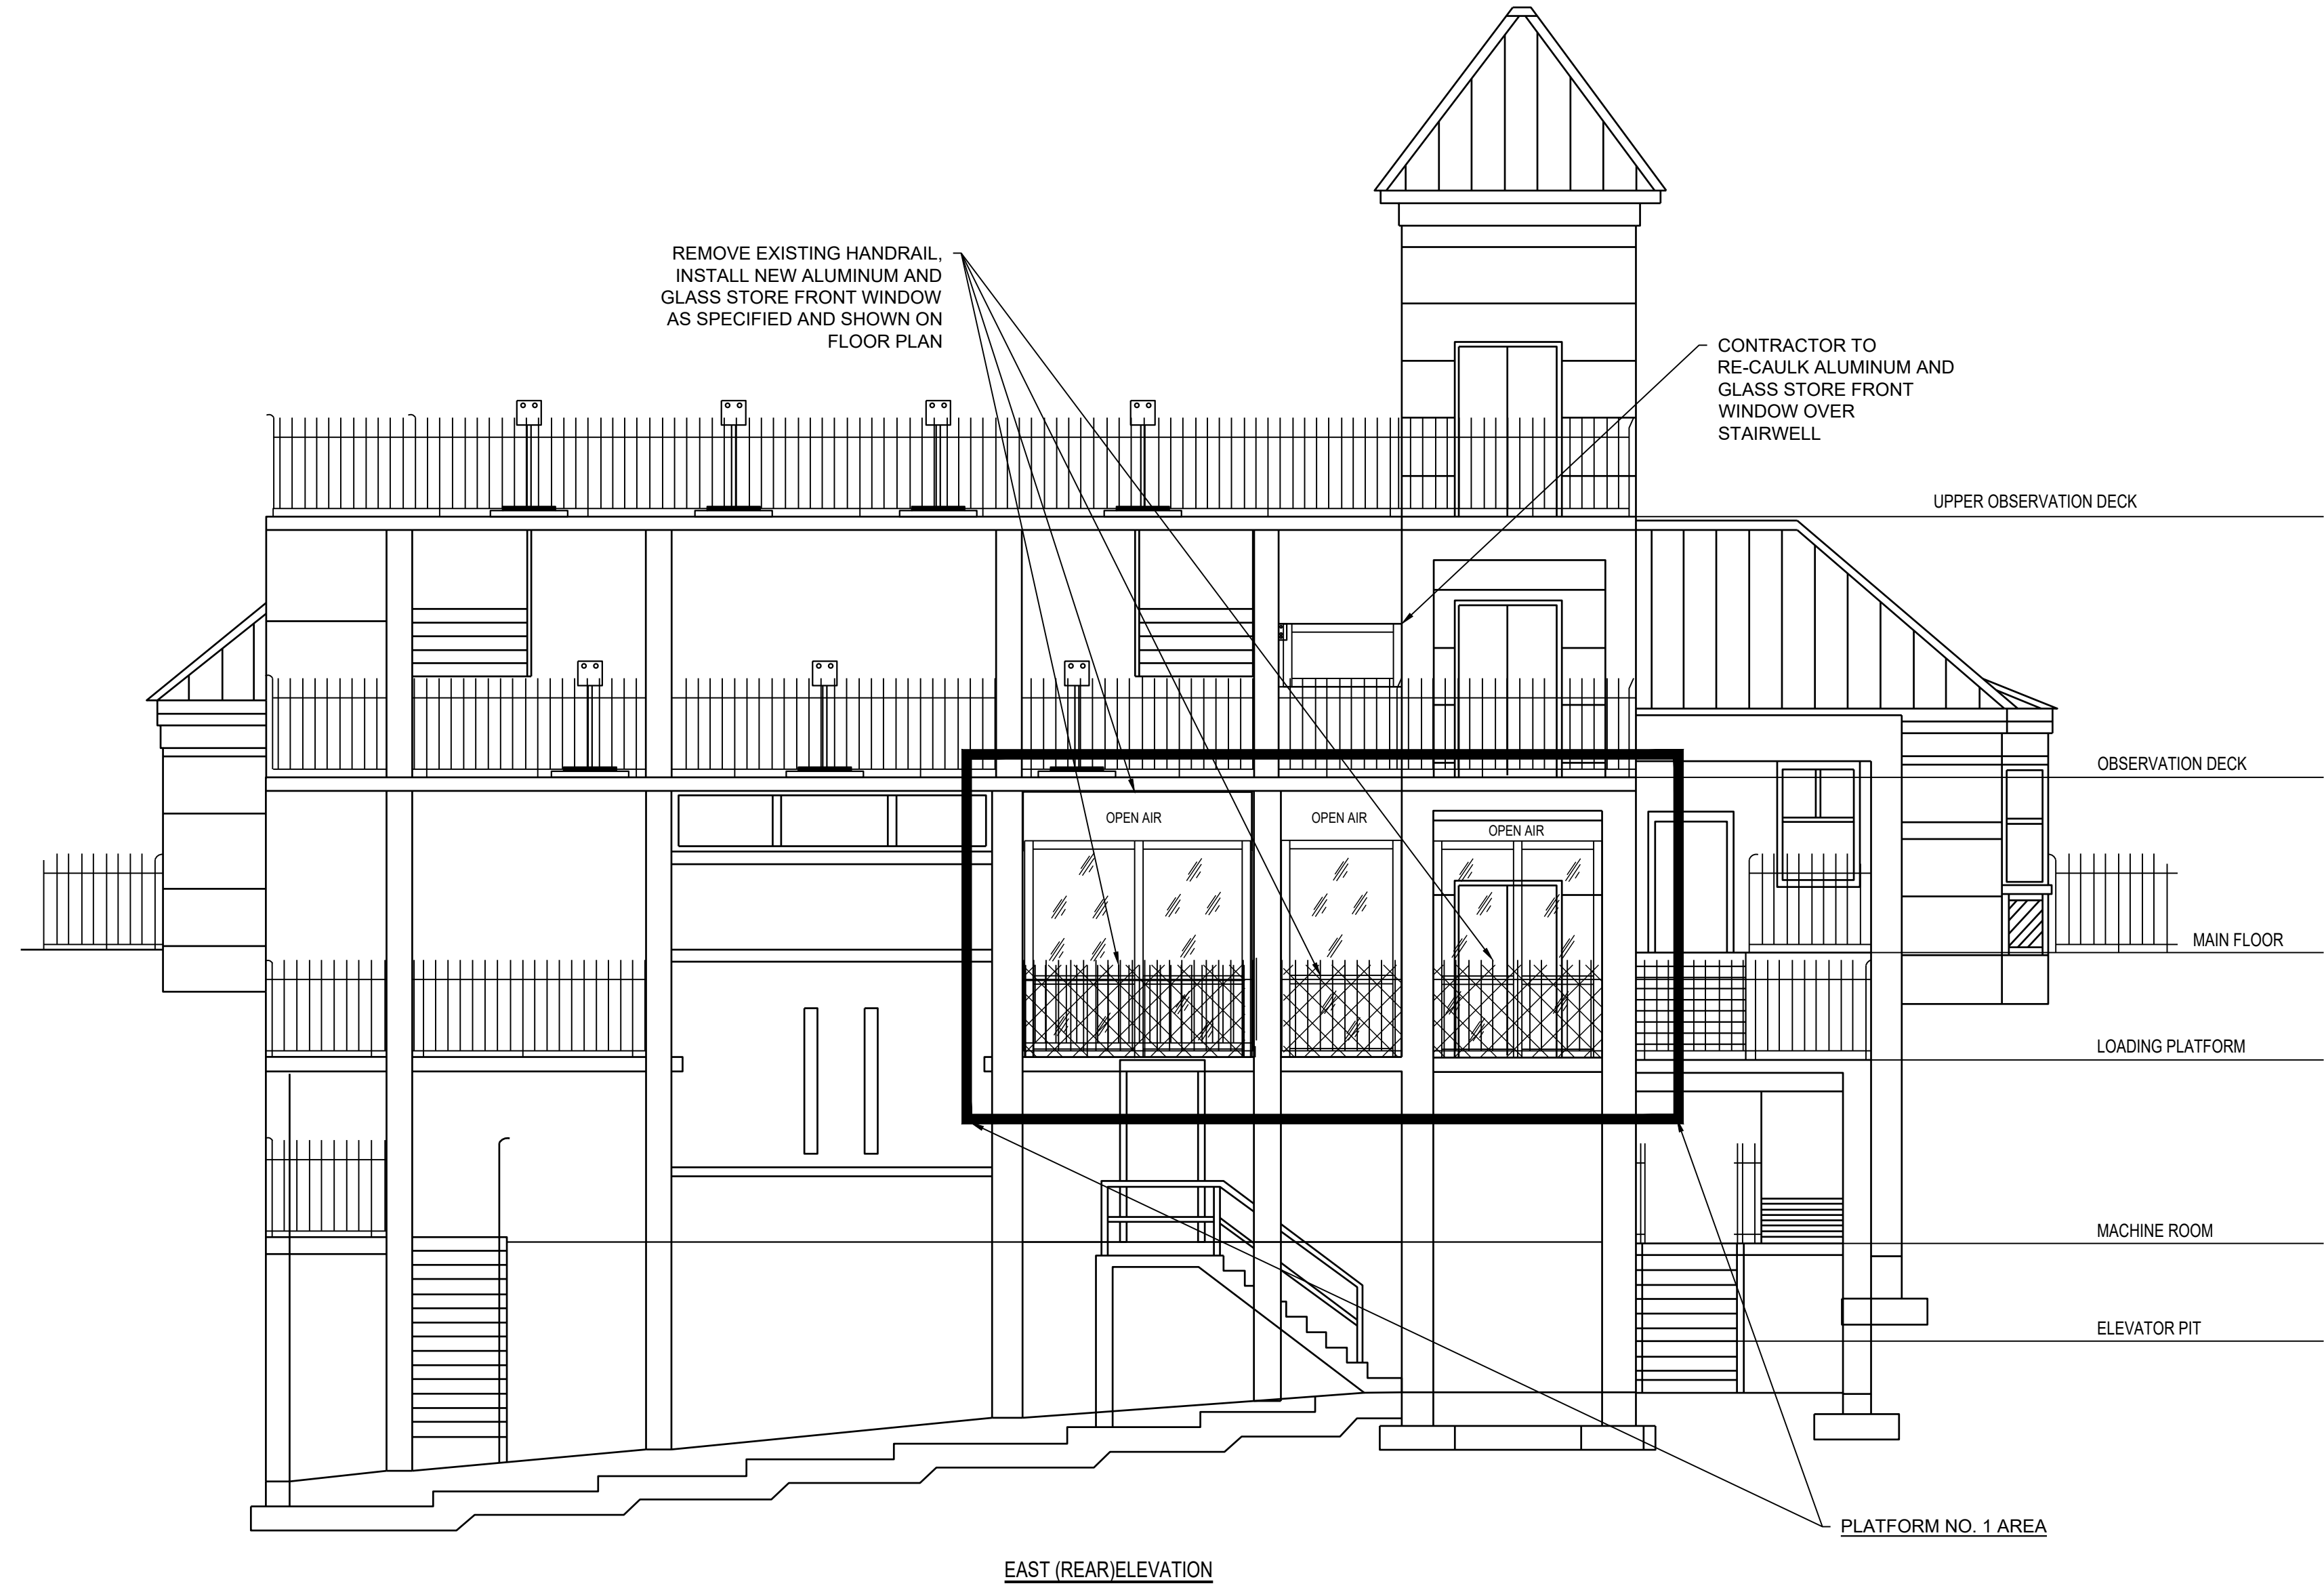 REMOVE EXISTING HANDRAIL,
INSTALL NEW ALUMINUM AND
GLASS STORE FRONT WINDOW
AS SPECIFIED AND SHOWN ON
FLOOR PLAN
CONTRACTOR TO
RE-CAULK ALUMINUM AND
GLASS STORE FRONT
WINDOW OVER
STAIRWELL
UPPER OBSERVATION DECK
OBSERVATION DECK
OPEN AIR
OPEN AIR
OPEN AIR
MAIN FLOOR
LOADING PLATFORM
MACHINE ROOM
ELEVATOR PIT
PLATFORM NO. 1 AREA
EAST (REAR)ELEVATION